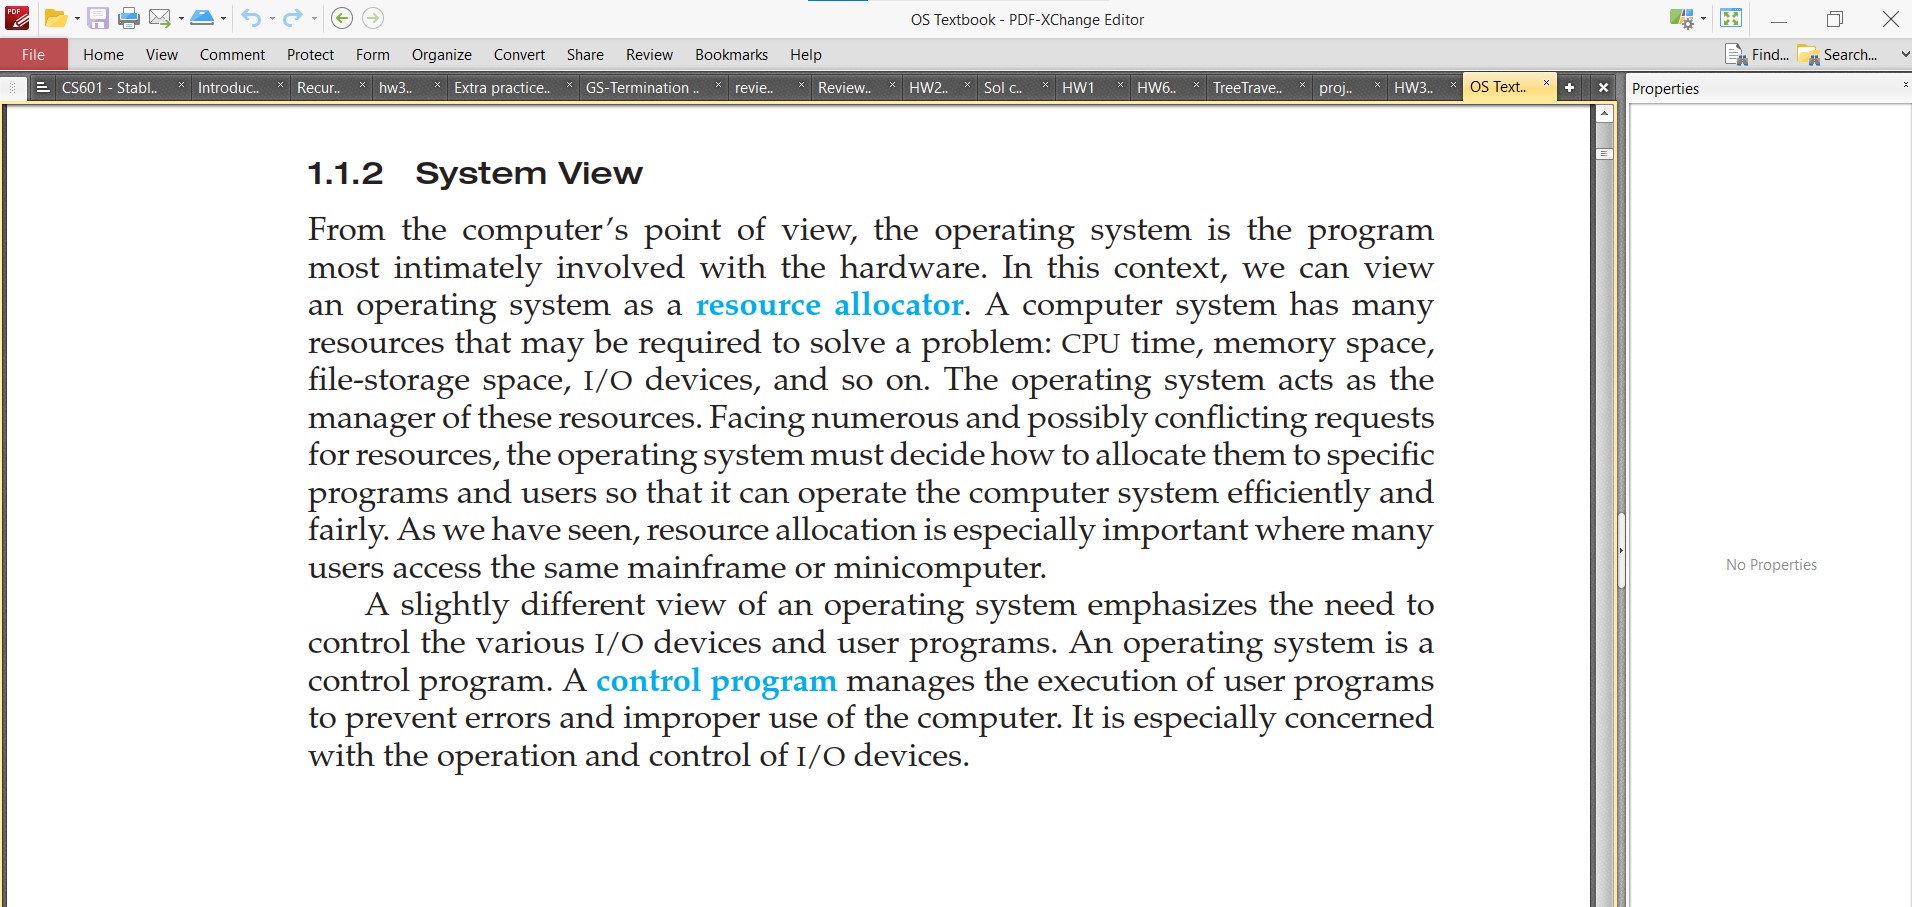 OS Textbook - PDF-XChange Editor
File Home View Comment Protect Form Organize Convert Share Review Bookmarks Help Find... Search...
CS601 - Stabl.. Introduc.. Recur.. hw3.. Extra practice.. GS-Termination .. revie.. Review.. HW2.. Sol c.. HW1 HW6.. TreeTrave.. proj.. HW3.. OS Text.. Properties
1.1.2 System View
From the computer's point of view, the operating system is the program
most intimately involved with the hardware. In this context, we can view
an operating system as a resource allocator. A computer system has many
resources that may be required to solve a problem: CPU time, memory space,
file-storage space, I/O devices, and so on. The operating system acts as the
manager of these resources. Facing numerous and possibly conflicting requests
for resources, the operating system must decide how to allocate them to specific
programs and users so that it can operate the computer system efficiently and
fairly. As we have seen, resource allocation is especially important where many
users access the same mainframe or minicomputer.
A slightly different view of an operating system emphasizes the need to
control the various I/O devices and user programs. An operating system is a
control program. A control program manages the execution of user programs
to prevent errors and improper use of the computer. It is especially concerned
with the operation and control of I/O devices.
No Properties